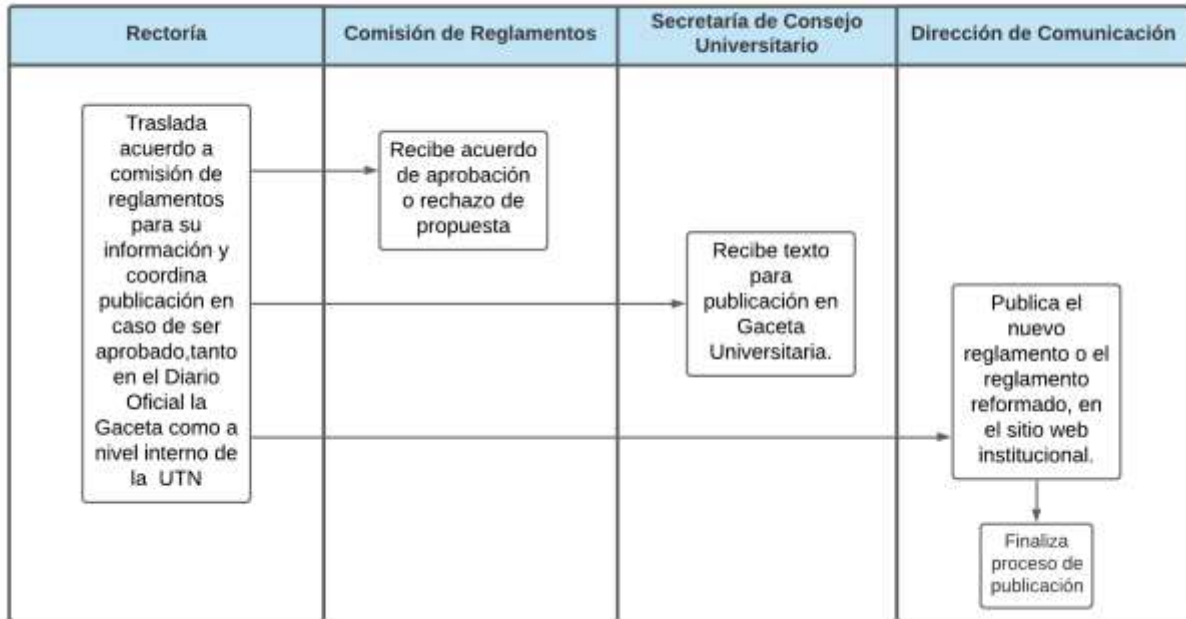 Rectoría
Comisión de Reglamentos
Secretaría de Consejo
Universitario
Dirección de Comunicación
Traslada
acuerdo a
comisión de
reglamentos
para su
información y
coordina
publicación en
caso de ser
aprobado,tanto
en el Diario
Oficial la
Gaceta como a
nivel interno de
la UTN
Recibe acuerdo
de aprobación
o rechazo de
propuesta
Recibe texto
para
publicación en
Gaceta
Universitaria.
Publica el
nuevo
reglamento o el
reglamento
reformado, en
el sitio web
institucional.
Finaliza
proceso de
publicación